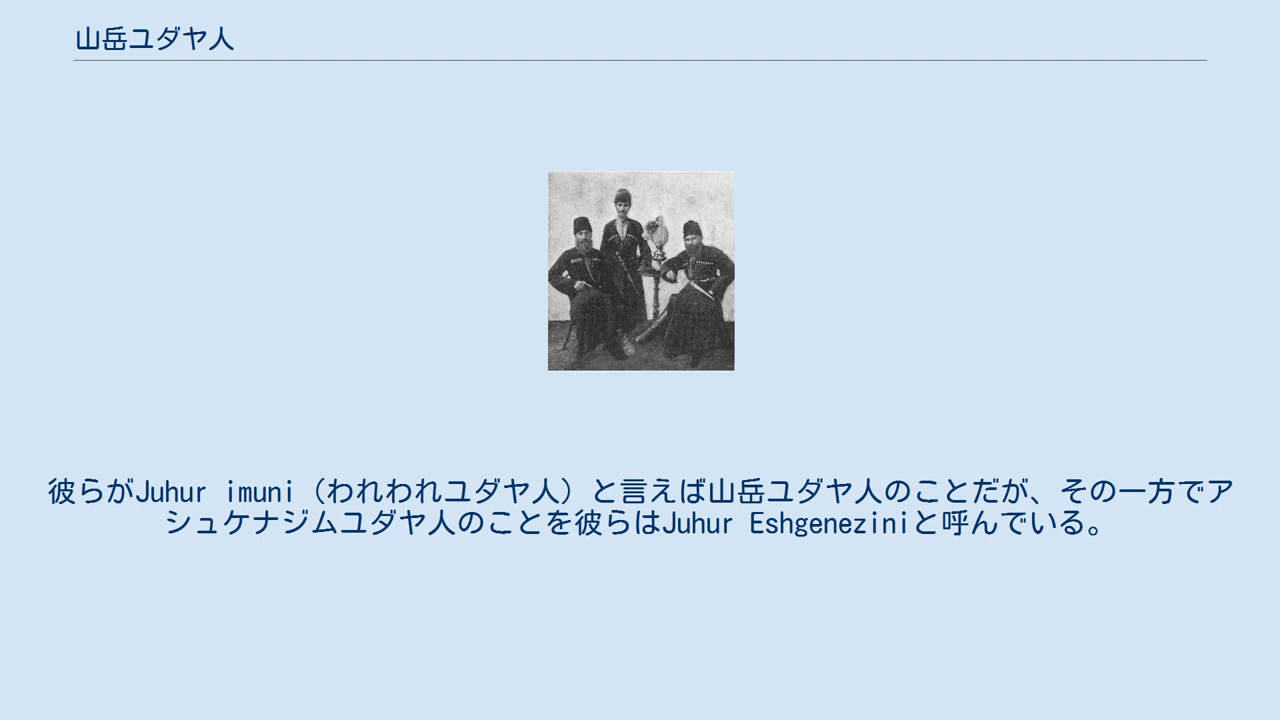 山岳ユダヤ人
彼らがJuhur imuni（われわれユダヤ人）と言えば山岳ユダヤ人のことだが、その一方でア
シュケナジムユダヤ人のことを彼らはJuhur Eshgeneziniと呼んでいる。